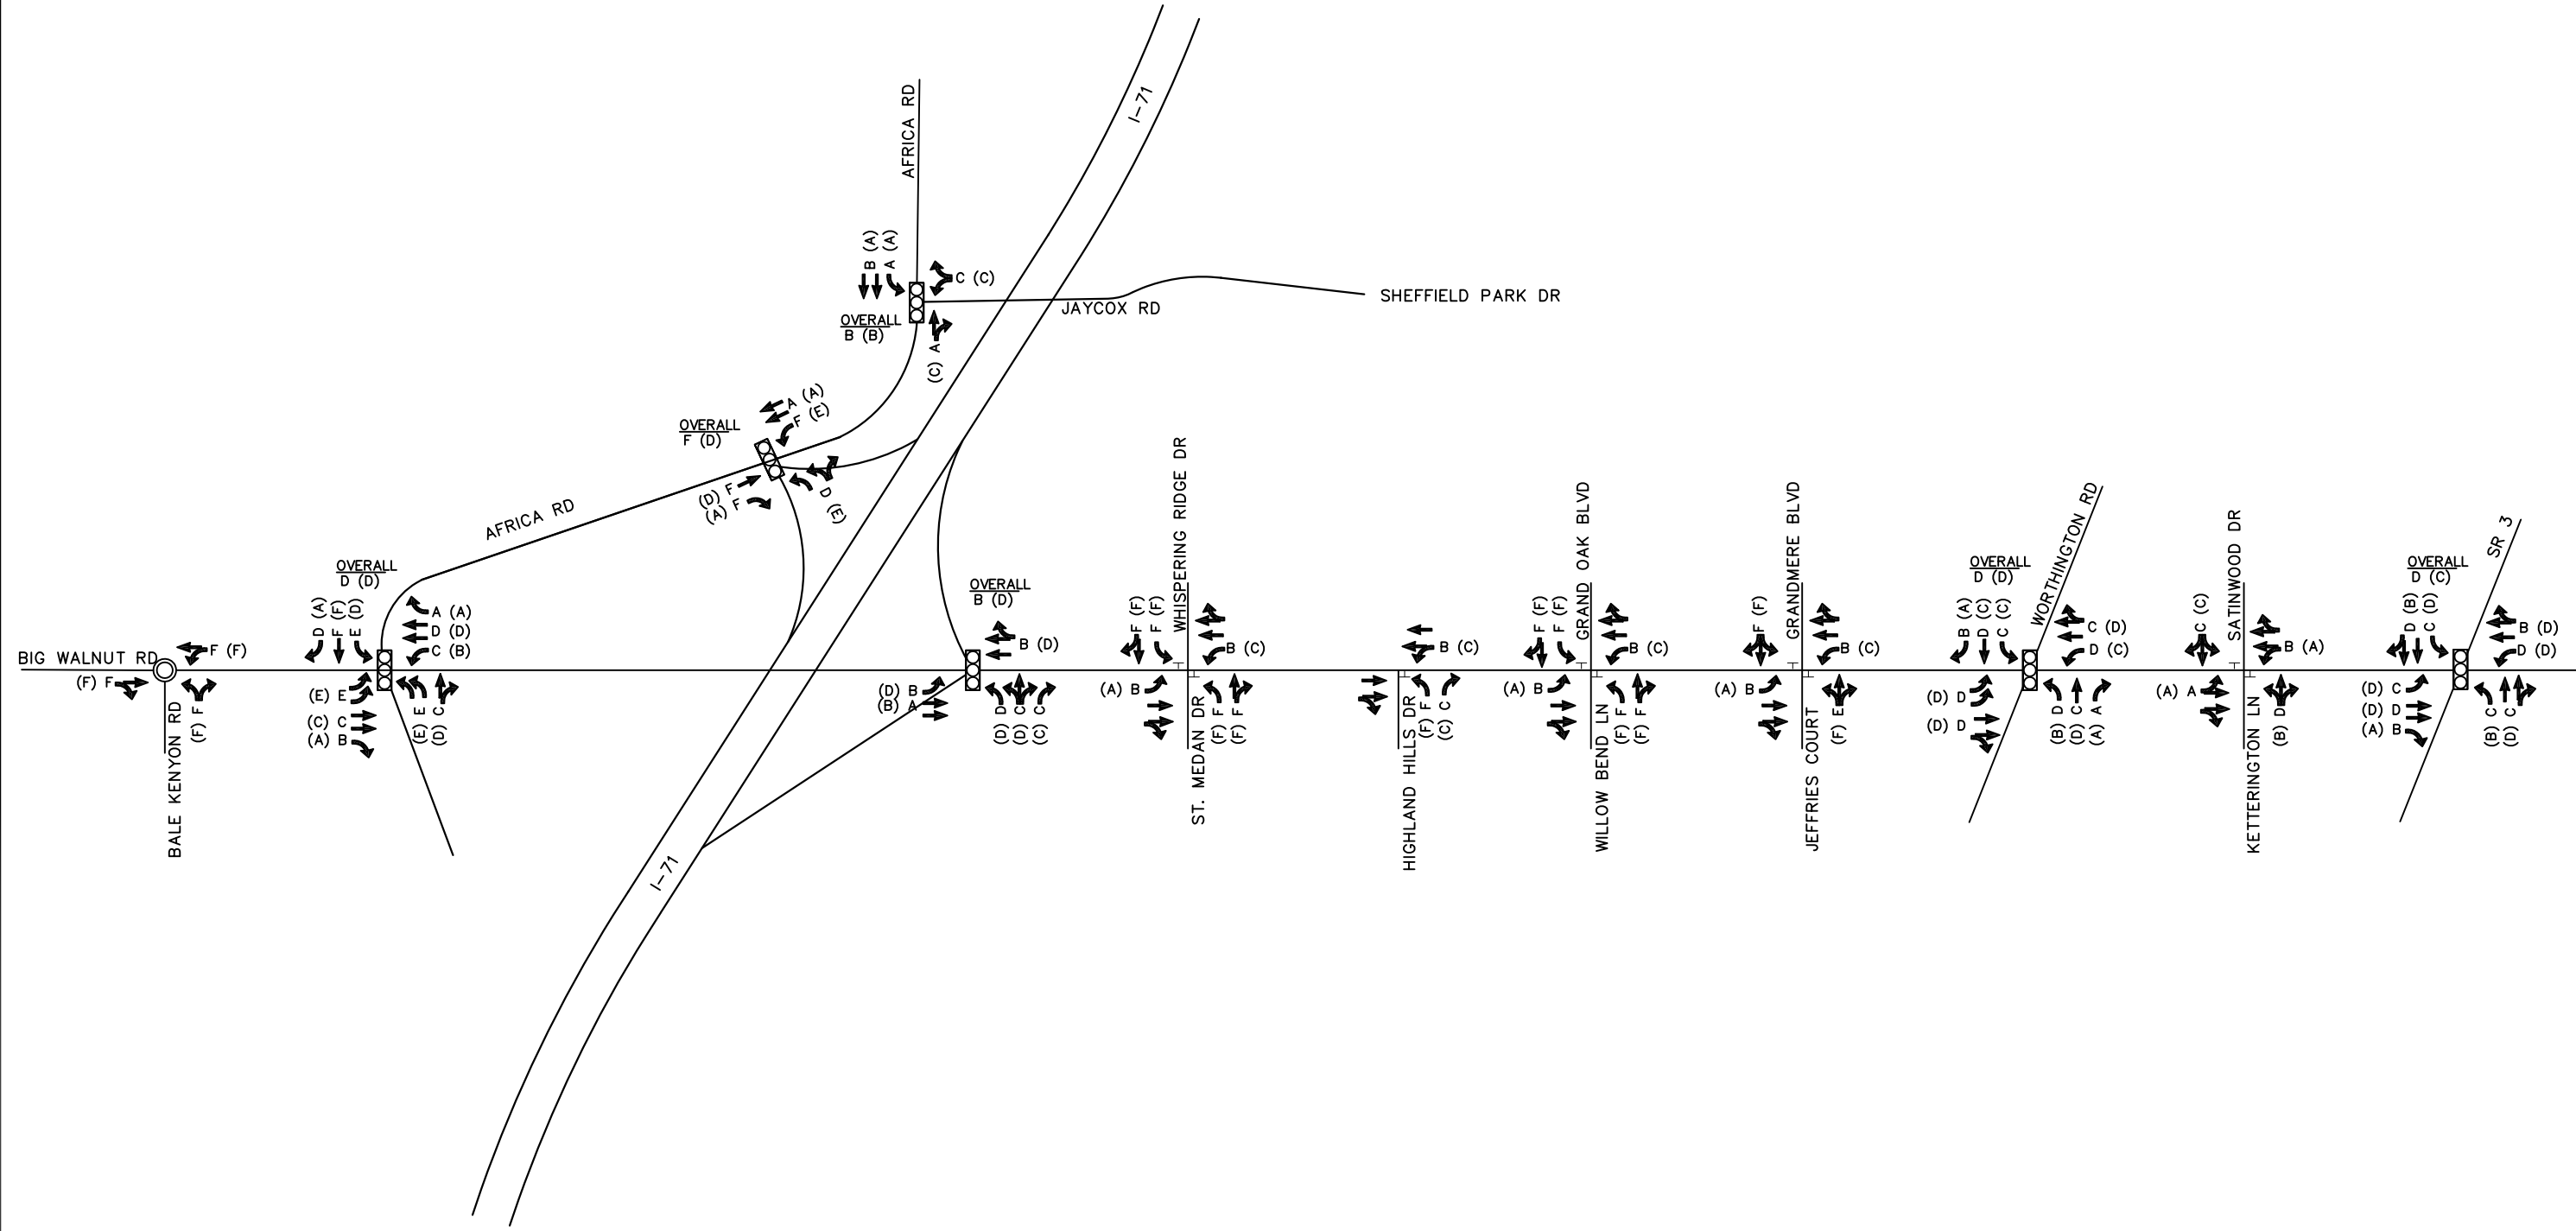 I-71
AFRICA RD
B (A)
A (A)
C (C)
OVERALL
B (B)
(C) A
JAYCOX RD
SHEFFIELD PARK DR
OVERALL
F (D)
A (A)
F (E)
(D) F
(A) F
D (E)
AFRICA RD
BIG WALNUT RD
F (F)
(F) F
(F) F
BALE KENYON RD
OVERALL
D (D)
D (A)
F (F)
E (D)
A (A)
D (D)
C (B)
(E) E
(C) C
(A) B
(E) E
(D) C
I-71
OVERALL
B (D)
B (D)
(D) B
(B) A
(D) D
(D) C
(C) C
WHISPERING RIDGE DR
F (F)
F (F)
B (C)
(A) B
(F) F
(F) F
ST. MEDAN DR
B (C)
(F) F
(C) C
HIGHLAND HILLS DR
GRAND OAK BLVD
F (F)
F (F)
B (C)
(A) B
(F) F
(F) F
WILLOW BEND LN
GRANDMERE BLVD
F (F)
B (C)
(A) B
(F) E
JEFFRIES COURT
OVERALL
D (D)
WORTHINGTON RD
B (A)
D (C)
C (C)
C (D)
D (C)
(D) D
(D) D
(B) D
(D) C
(A) A
SATINWOOD DR
C (C)
B (A)
(A) A
(B) D
KETTERINGTON LN
OVERALL
D (C)
SR 3
D (B)
C (D)
B (D)
D (D)
(D) C
(D) D
(A) B
(B) C
(D) C